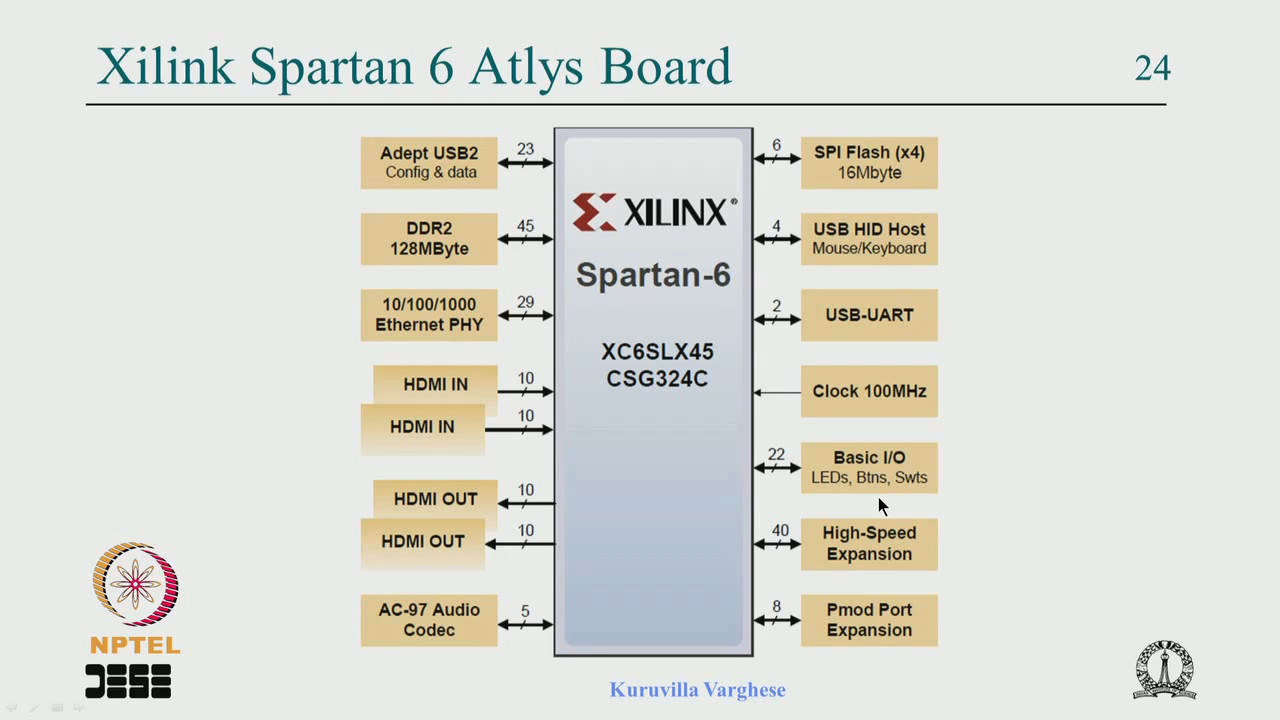 Xilink Spartan 6 Atlys Board
24
Adept USB2
Config & data
23
DDR2
128MByte
45
10/100/1000
Ethernet PHY
29
HDMI IN
10
HDMI IN
10
HDMI OUT
10
HDMI OUT
10
AC-97 Audio
Codec
5
XILINX®
Spartan-6
XC6SLX45
CSG324C
6
SPI Flash (x4)
16Mbyte
4
USB HID Host
Mouse/Keyboard
2
USB-UART
Clock 100MHz
22
Basic I/O
LEDs, Btns, Swts
40
High-Speed
Expansion
8
Pmod Port
Expansion
NPTEL
DESE
Kuruvilla Varghese